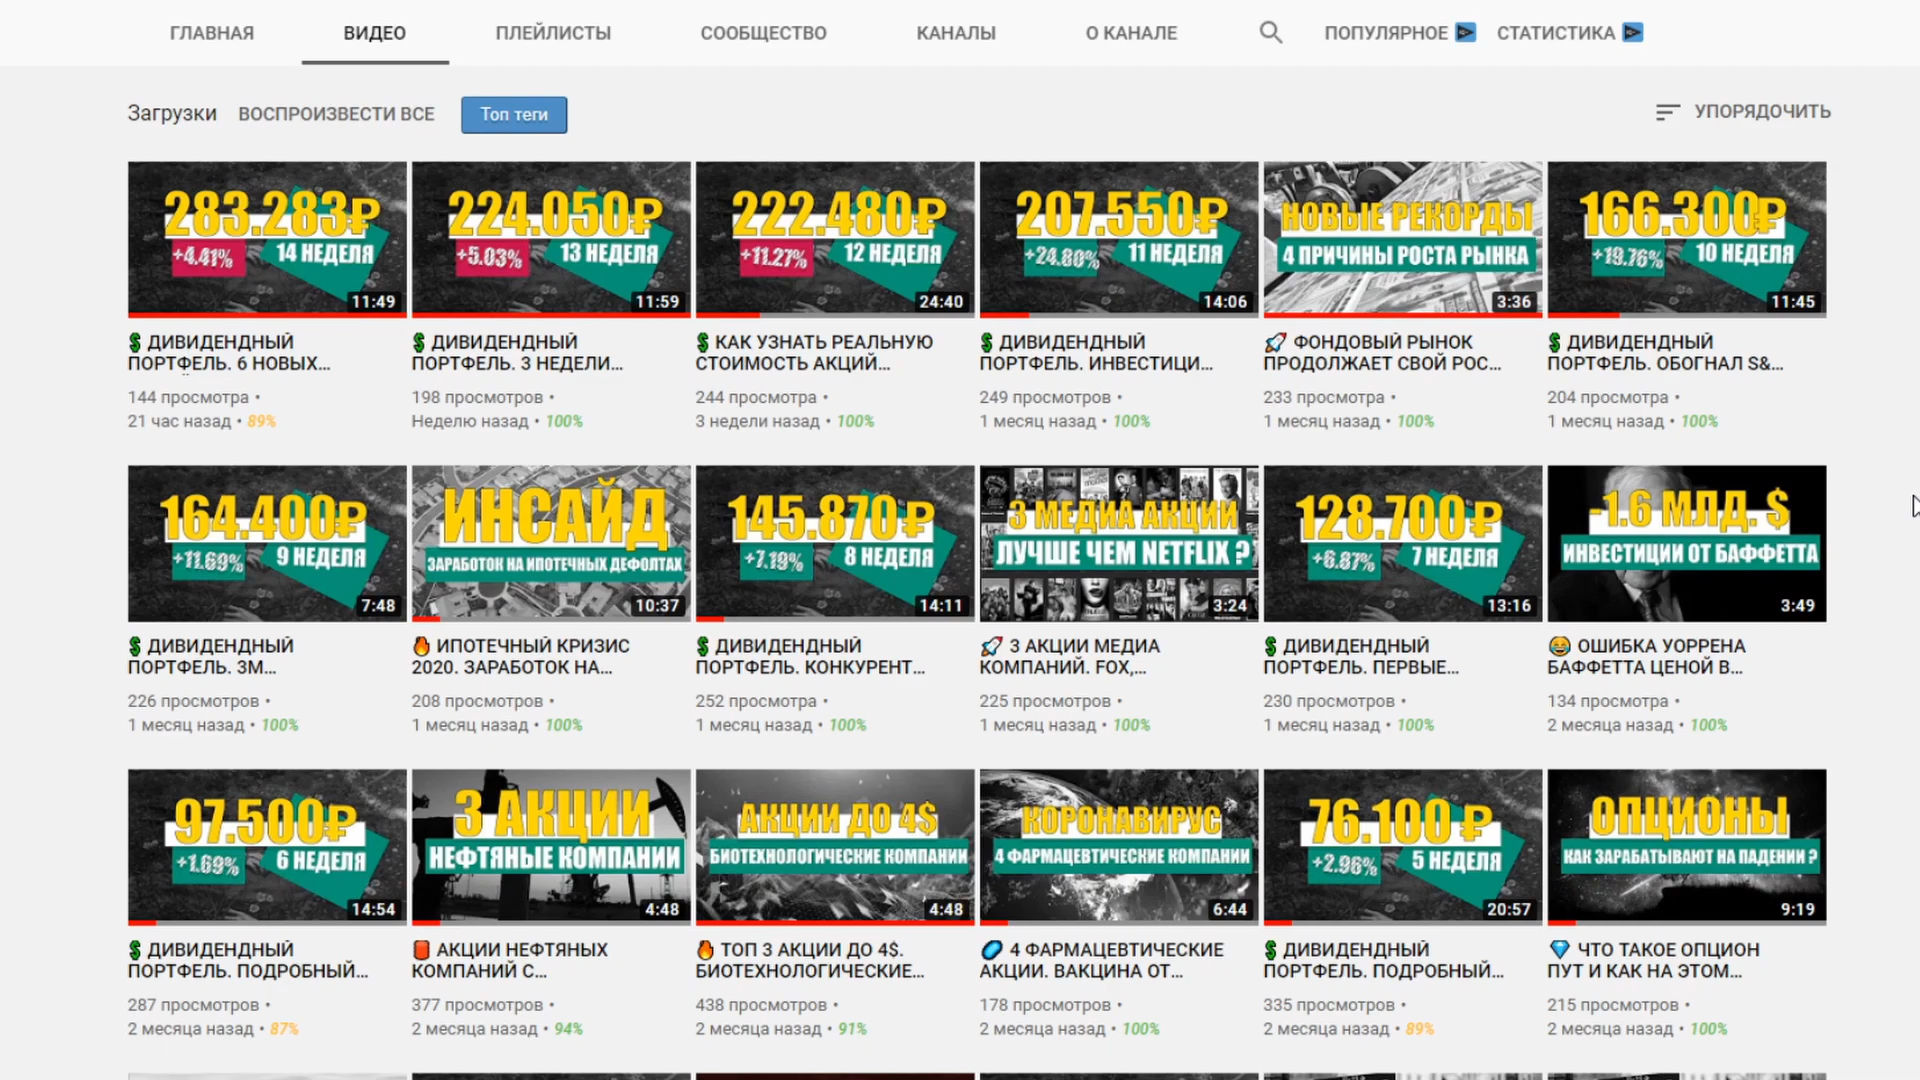 ГЛАВНАЯ ВИДЕО ПЛЕЙЛИСТЫ СООБЩЕСТВО КАНАЛЫ О КАНАЛЕ ПОПУЛЯРНОЕ СТАТИСТИКА
Загрузки ВОСПРОИЗВЕСТИ ВСЕ Топ теги УПОРЯДОЧИТЬ
283.283₽
+4.41% 14 НЕДЕЛЯ
11:49
$ ДИВИДЕНДНЫЙ
ПОРТФЕЛЬ. 6 НОВЫХ...
144 просмотра •
21 час назад • 89%
224.050₽
+5.03% 13 НЕДЕЛЯ
11:59
$ ДИВИДЕНДНЫЙ
ПОРТФЕЛЬ. 3 НЕДЕЛИ...
198 просмотров •
Неделю назад • 100%
222.480₽
+11.27% 12 НЕДЕЛЯ
24:40
$ КАК УЗНАТЬ РЕАЛЬНУЮ
СТОИМОСТЬ АКЦИЙ...
244 просмотра •
3 недели назад • 100%
207.550₽
+24.80% 11 НЕДЕЛЯ
14:06
$ ДИВИДЕНДНЫЙ
ПОРТФЕЛЬ. ИНВЕСТИЦИ...
249 просмотров •
1 месяц назад • 100%
НОВЫЕ РЕКОРДЫ
4 ПРИЧИНЫ РОСТА РЫНКА
3:36
ФОНДОВЫЙ РЫНОК
ПРОДОЛЖАЕТ СВОЙ РОС...
233 просмотра •
1 месяц назад • 100%
166.300₽
+19.76% 10 НЕДЕЛЯ
11:45
$ ДИВИДЕНДНЫЙ
ПОРТФЕЛЬ. ОБОГНАЛ S&...
204 просмотра •
1 месяц назад • 100%
164.400₽
+11.69% 9 НЕДЕЛЯ
7:48
$ ДИВИДЕНДНЫЙ
ПОРТФЕЛЬ. 3М...
226 просмотров •
1 месяц назад • 100%
ИНСАЙД
ЗАРАБОТОК НА ИПОТЕЧНЫХ ДЕФОЛТАХ
10:37
ИПОТЕЧНЫЙ КРИЗИС
2020. ЗАРАБОТОК НА...
208 просмотров •
1 месяц назад • 100%
145.870₽
+7.19% 8 НЕДЕЛЯ
14:11
$ ДИВИДЕНДНЫЙ
ПОРТФЕЛЬ. КОНКУРЕНТ...
252 просмотра •
1 месяц назад • 100%
3 МЕДИА АКЦИИ
ЛУЧШЕ ЧЕМ NETFLIX ?
3:24
3 АКЦИИ МЕДИА
КОМПАНИЙ. FOX,...
225 просмотров •
1 месяц назад • 100%
128.700₽
+6.87% 7 НЕДЕЛЯ
13:16
$ ДИВИДЕНДНЫЙ
ПОРТФЕЛЬ. ПЕРВЫЕ...
230 просмотров •
1 месяц назад • 100%
-1.6 МЛД. $
ИНВЕСТИЦИИ ОТ БАФФЕТТА
3:49
ОШИБКА УОРРЕНА
БАФФЕТТА ЦЕНОЙ В...
134 просмотра •
2 месяца назад • 100%
97.500₽
+1.69% 6 НЕДЕЛЯ
14:54
$ ДИВИДЕНДНЫЙ
ПОРТФЕЛЬ. ПОДРОБНЫЙ...
287 просмотров •
2 месяца назад • 87%
3 АКЦИИ
НЕФТЯНЫЕ КОМПАНИИ
4:48
АКЦИИ НЕФТЯНЫХ
КОМПАНИЙ С...
377 просмотров •
2 месяца назад • 94%
АКЦИИ ДО 4$
БИОТЕХНОЛОГИЧЕСКИЕ КОМПАНИИ
4:48
ТОП 3 АКЦИИ ДО 4$.
БИОТЕХНОЛОГИЧЕСКИЕ...
438 просмотров •
2 месяца назад • 91%
КОРОНАВИРУС
4 ФАРМАЦЕВТИЧЕСКИЕ КОМПАНИИ
6:44
4 ФАРМАЦЕВТИЧЕСКИЕ
АКЦИИ. ВАКЦИНА ОТ...
178 просмотров •
2 месяца назад • 100%
76.100 ₽
+2.96% 5 НЕДЕЛЯ
20:57
$ ДИВИДЕНДНЫЙ
ПОРТФЕЛЬ. ПОДРОБНЫЙ...
335 просмотров •
2 месяца назад • 89%
ОПЦИОНЫ
КАК ЗАРАБАТЫВАЮТ НА ПАДЕНИИ ?
9:19
ЧТО ТАКОЕ ОПЦИОН
ПУТ И КАК НА ЭТОМ...
215 просмотров •
2 месяца назад • 100%